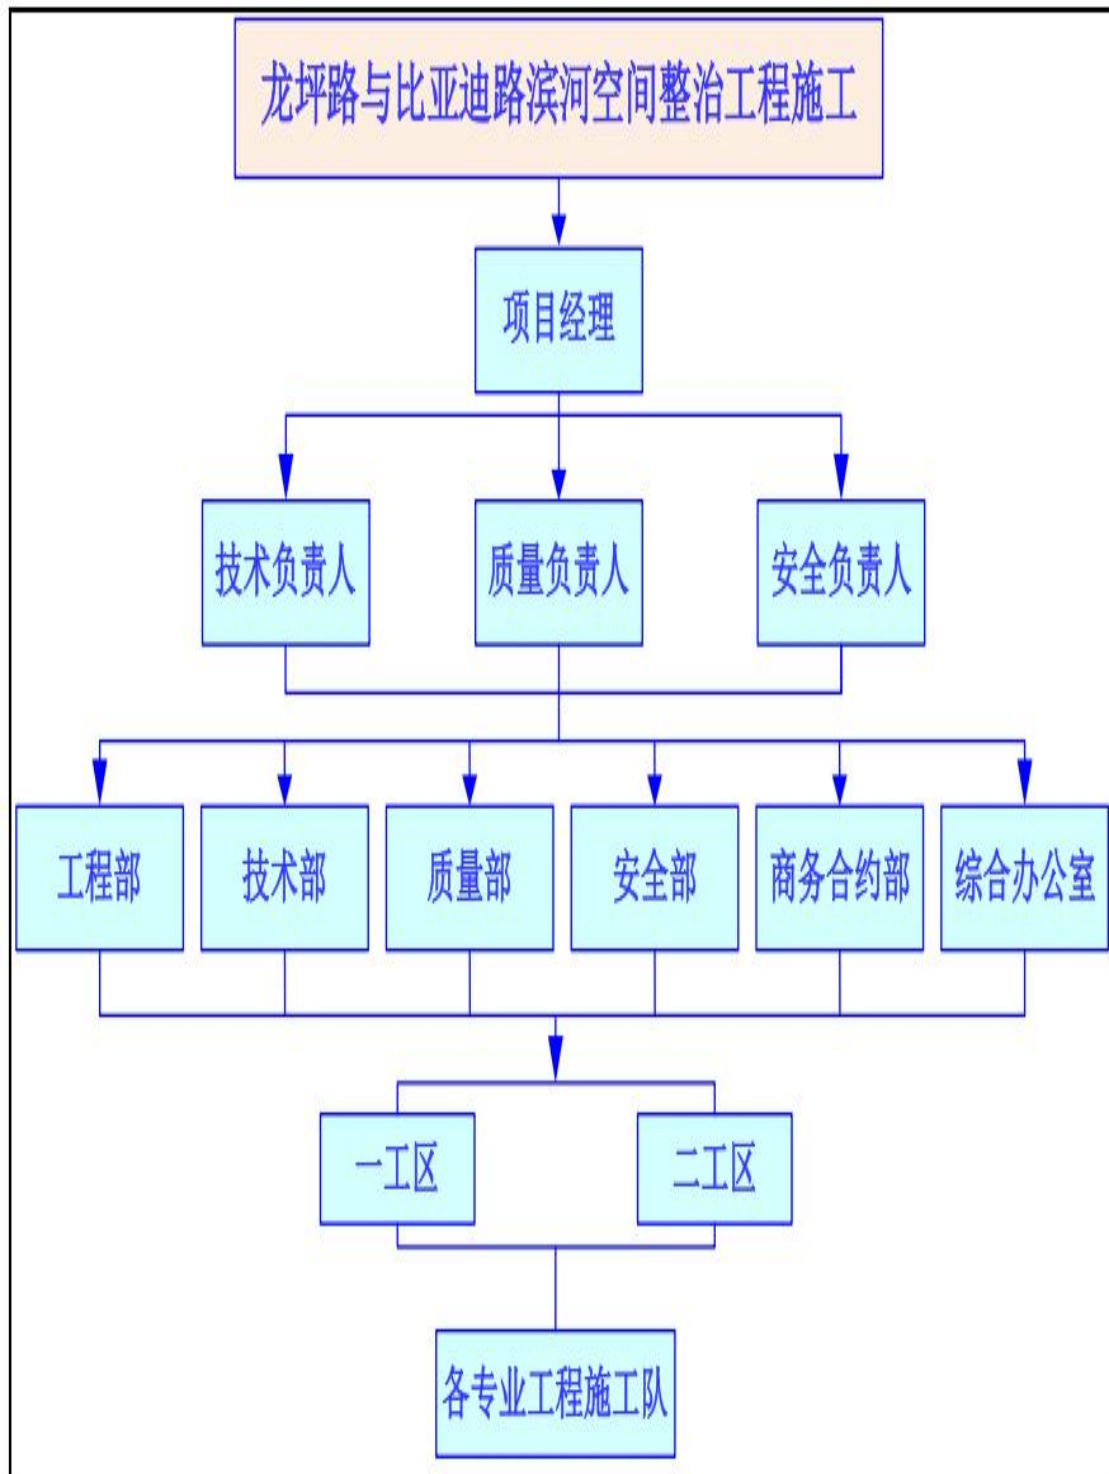 龙坪路与比亚迪路滨河空间整治工程施工
项目经理
技术负责人
质量负责人
安全负责人
工程部
技术部
质量部
安全部
商务合约部
综合办公室
一工区
二工区
各专业工程施工队